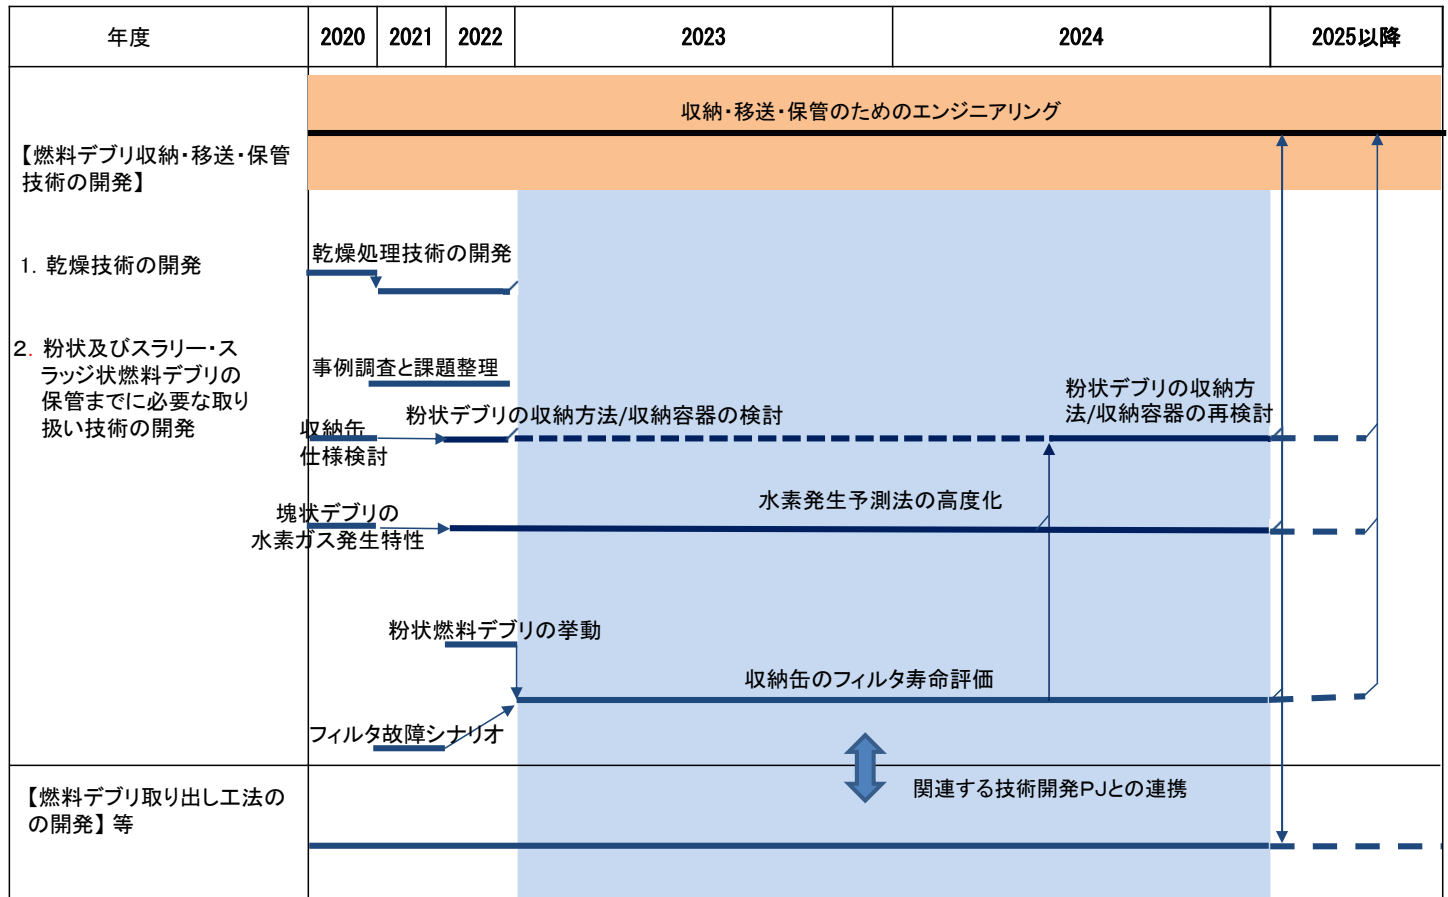 年度
2020
2021
2022
2023
2024
2025以降
収納・移送・保管のためのエンジニアリング
【燃料デブリ収納・移送・保管
技術の開発】
1. 乾燥技術の開発
乾燥処理技術の開発
2. 粉状及びスラリー・ス
ラッジ状燃料デブリの
保管までに必要な取り
扱い技術の開発
事例調査と課題整理
粉状デブリの収納方法/収納容器の検討
粉状デブリの収納方
法/収納容器の再検討
収納缶
仕様検討
塊状デブリの
水素ガス発生特性
水素発生予測法の高度化
粉状燃料デブリの挙動
収納缶のフィルタ寿命評価
フィルタ故障シナリオ
【燃料デブリ取り出し工法の
の開発】等
関連する技術開発PJとの連携